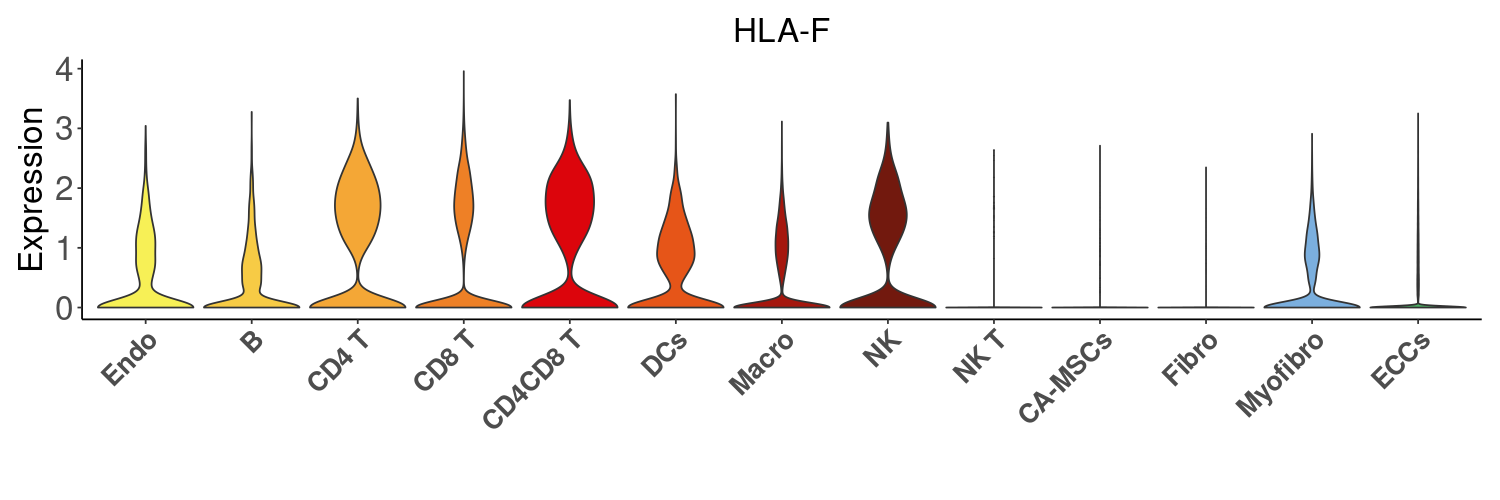 HLA-F
Expression
4
3
2
1
0
Endo
B
CD4 T
CD8 T
CD4CD8 T
DCs
Macro
NK
NK T
CA-MSCs
Fibro
Myofibro
ECCs